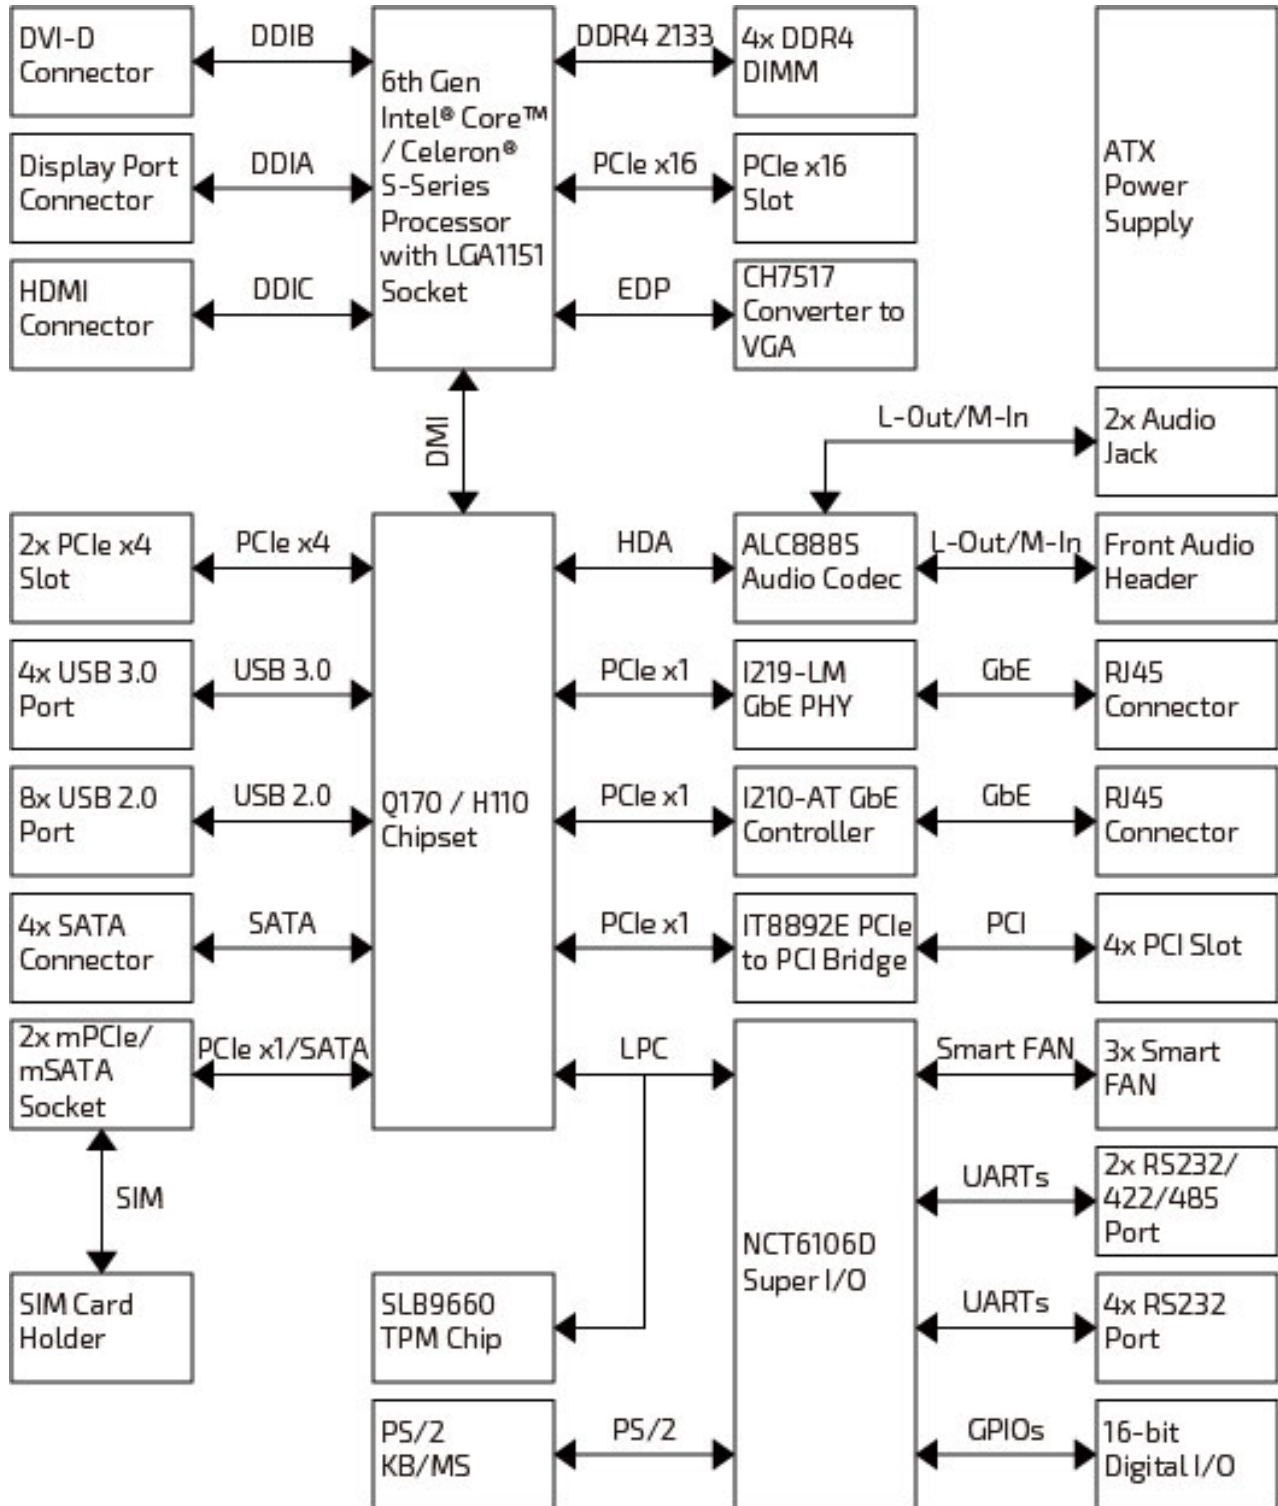 DVI-D
Connector
DDIB
6th Gen
Intel® Core™
/ Celeron®
S-Series
Processor
with LGA1151
Socket
DDR4 2133
4x DDR4
DIMM
ATX
Power
Supply
Display Port
Connector
DDIA
PCIe x16
PCIe x16
Slot
HDMI
Connector
DDIC
EDP
CH7517
Converter to
VGA
DMI
L-Out/M-In
2x Audio
Jack
2x PCIe x4
Slot
PCIe x4
Q170 / H110
Chipset
HDA
ALC888S
Audio Codec
L-Out/M-In
Front Audio
Header
4x USB 3.0
Port
USB 3.0
PCIe x1
I219-LM
GbE PHY
GbE
RJ45
Connector
8x USB 2.0
Port
USB 2.0
PCIe x1
I210-AT GbE
Controller
GbE
RJ45
Connector
4x SATA
Connector
SATA
PCIe x1
IT8892E PCIe
to PCI Bridge
PCI
4x PCI Slot
2x mPCIe/
mSATA
Socket
PCIe x1/SATA
LPC
NCT6106D
Super I/O
Smart FAN
3x Smart
FAN
SIM
UARTs
2x RS232/
422/485
Port
SIM Card
Holder
SLB9660
TPM Chip
UARTs
4x RS232
Port
PS/2
KB/MS
PS/2
GPIOs
16-bit
Digital I/O